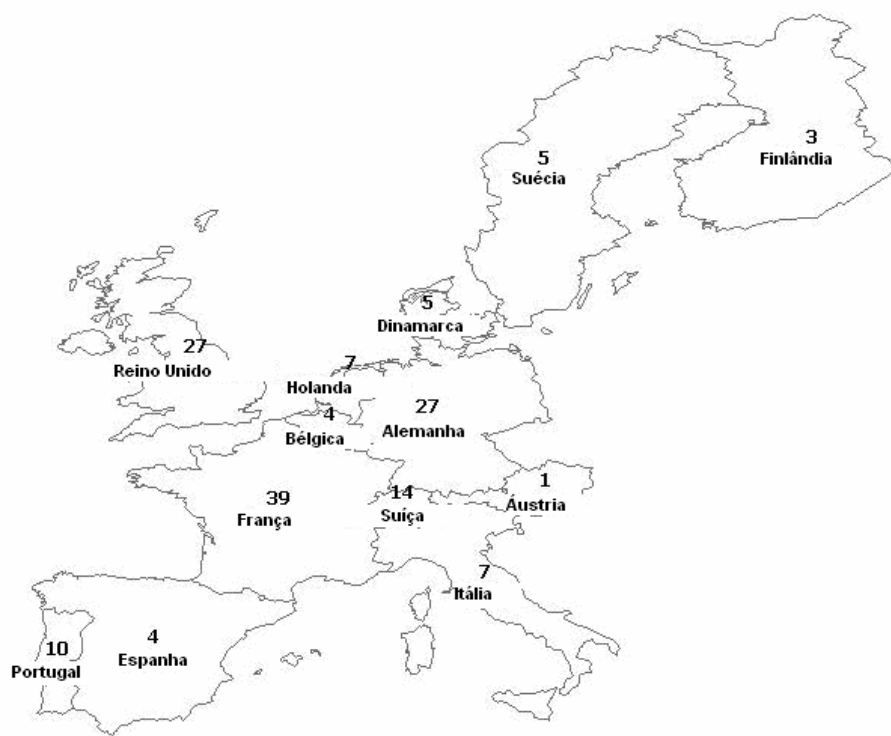 3
Finlândia
5
Suécia
5
Dinamarca
27
Reino Unido
7
Holanda
4
Bélgica
27
Alemanha
39
França
14
Suíça
1
Áustria
7
Itália
10
Portugal
4
Espanha